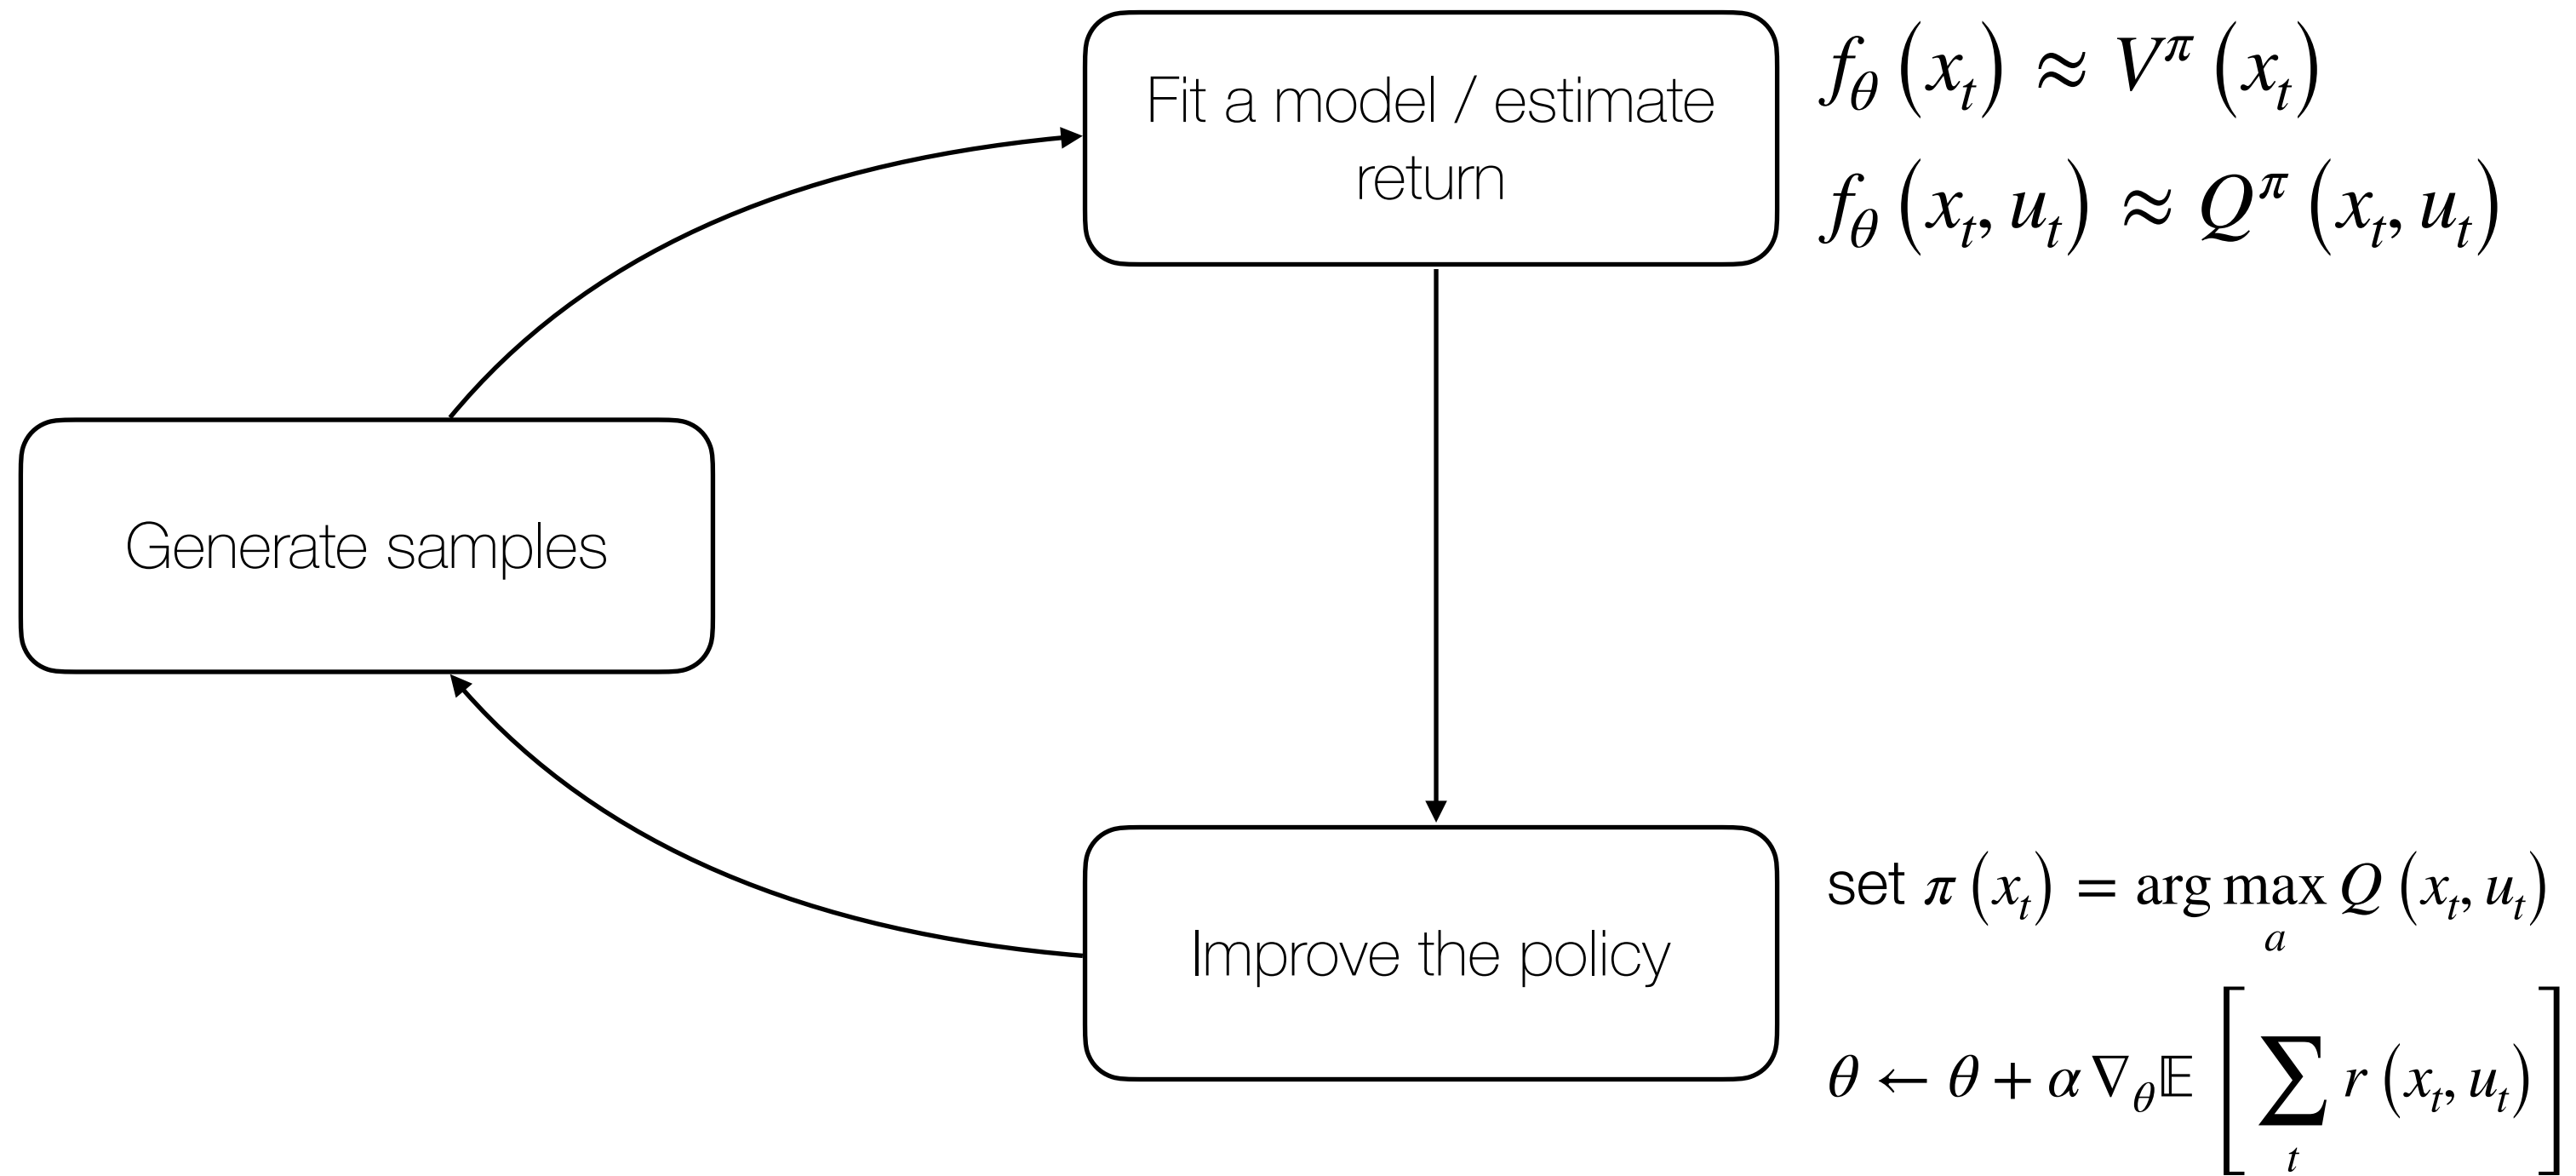 Fit a model / estimate
return
f_θ (x_t) ≈ V^π (x_t)
f_θ (x_t, u_t) ≈ Q^π (x_t, u_t)
Generate samples
Improve the policy
set π (x_t) = arg max_a Q (x_t, u_t)
θ ← θ + α ∇_θ 𝔼 [∑_t r (x_t, u_t)]